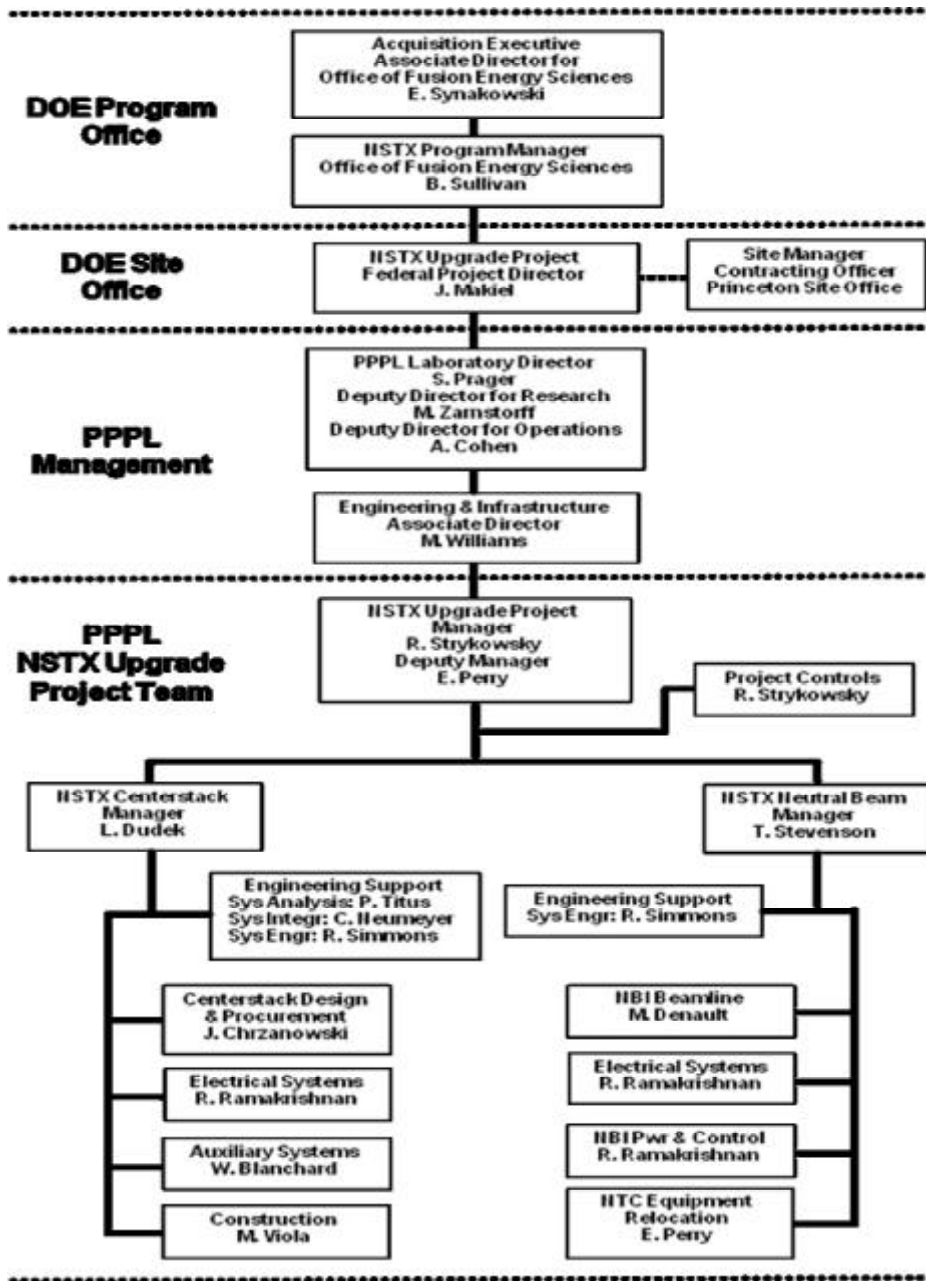 DOE Program
Office
Acquisition Executive
Associate Director for
Office of Fusion Energy Sciences
E. Synakowski
NSTX Program Manager
Office of Fusion Energy Sciences
B. Sullivan
DOE Site
Office
NSTX Upgrade Project
Federal Project Director
J. Makiel
Site Manager
Contracting Officer
Princeton Site Office
PPPL
Management
PPPL Laboratory Director
S. Prager
Deputy Director for Research
M. Zarnstorff
Deputy Director for Operations
A. Cohen
Engineering & Infrastructure
Associate Director
M. Williams
PPPL
NSTX Upgrade
Project Team
NSTX Upgrade Project
Manager
R. Strykowsky
Deputy Manager
E. Perry
Project Controls
R. Strykowsky
NSTX Centerstack
Manager
L. Dudek
NSTX Neutral Beam
Manager
T. Stevenson
Engineering Support
Sys Analysis: P. Titus
Sys Integr: C. Neumeyer
Sys Engr: R. Simmons
Engineering Support
Sys Engr: R. Simmons
Centerstack Design
& Procurement
J. Chrzanowski
NBI Beamline
M. Denault
Electrical Systems
R. Ramakrishnan
Electrical Systems
R. Ramakrishnan
Auxiliary Systems
W. Blanchard
NBI Pwr & Control
R. Ramakrishnan
Construction
M. Viola
NTC Equipment
Relocation
E. Perry